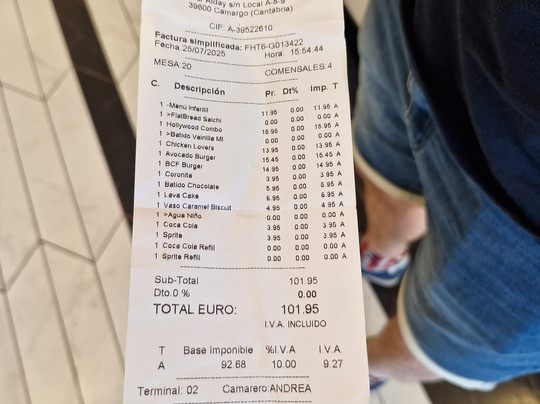 Alday s/n Local A-8-9
39600 Camargo (Cantabria)
CIF: A-39522610
Factura simplificada: FHT6-G013422
Fecha 25/07/2025 Hora: 15:54:44
MESA:20 COMENSALES:4
C. Descripción Pr. Dt% Imp. T
1 -Menú Infantil 11.95 0.00 11.95 A
1 >FlatBread Salchi 0.00 0.00 0.00 A
1 Hollywood Combo 15.95 0.00 15.95 A
1 >Batido Vainilla Mi 0.00 0.00 0.00 A
1 Chicken Lovers 13.95 0.00 13.95 A
1 Avocado Burger 15.45 0.00 15.45 A
1 BCF Burger 14.95 0.00 14.95 A
1 Coronita 3.95 0.00 3.95 A
1 Batido Chocolate 5.95 0.00 5.95 A
1 Lava Cake 6.95 0.00 6.95 A
1 Vaso Caramel Biscuit 4.95 0.00 4.95 A
1 >Agua Niño 0.00 0.00 0.00 A
1 Coca Cola 3.95 0.00 3.95 A
1 Sprite 3.95 0.00 3.95 A
1 Coca Cola Refill 0.00 0.00 0.00 A
1 Sprite Refill 0.00 0.00 0.00 A
Sub-Total 101.95
Dto.0 % 0.00
TOTAL EURO: 101.95
I.V.A. INCLUIDO
T Base Imponible %I.V.A I.V.A.
A 92.68 10.00 9.27
Terminal: 02 Camarero:ANDREA